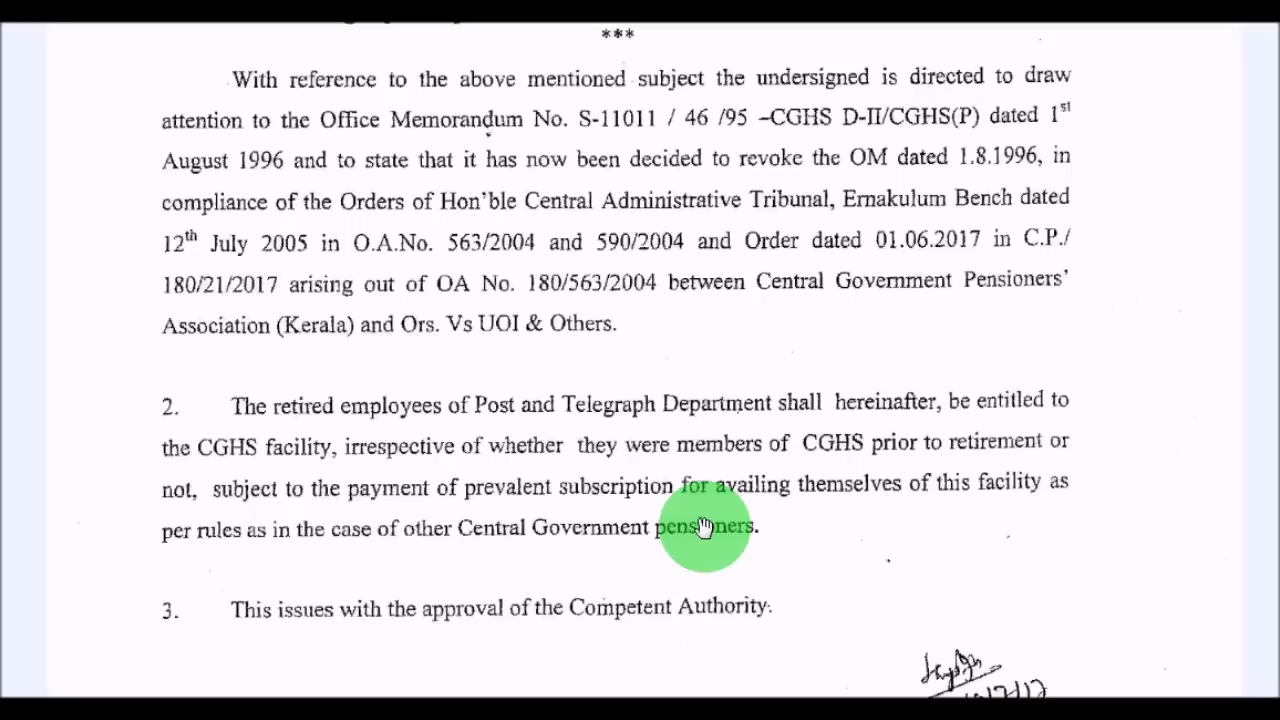 ***
With reference to the above mentioned subject the undersigned is directed to draw
attention to the Office Memorandum No. S-11011 / 46 /95 –CGHS D-II/CGHS(P) dated 1st
August 1996 and to state that it has now been decided to revoke the OM dated 1.8.1996, in
compliance of the Orders of Hon'ble Central Administrative Tribunal, Ernakulum Bench dated
12th July 2005 in O.A.No. 563/2004 and 590/2004 and Order dated 01.06.2017 in C.P./
180/21/2017 arising out of OA No. 180/563/2004 between Central Government Pensioners'
Association (Kerala) and Ors. Vs UOI & Others.
2. The retired employees of Post and Telegraph Department shall hereinafter, be entitled to
the CGHS facility, irrespective of whether they were members of CGHS prior to retirement or
not, subject to the payment of prevalent subscription for availing themselves of this facility as
per rules as in the case of other Central Government pensioners.
3. This issues with the approval of the Competent Authority.